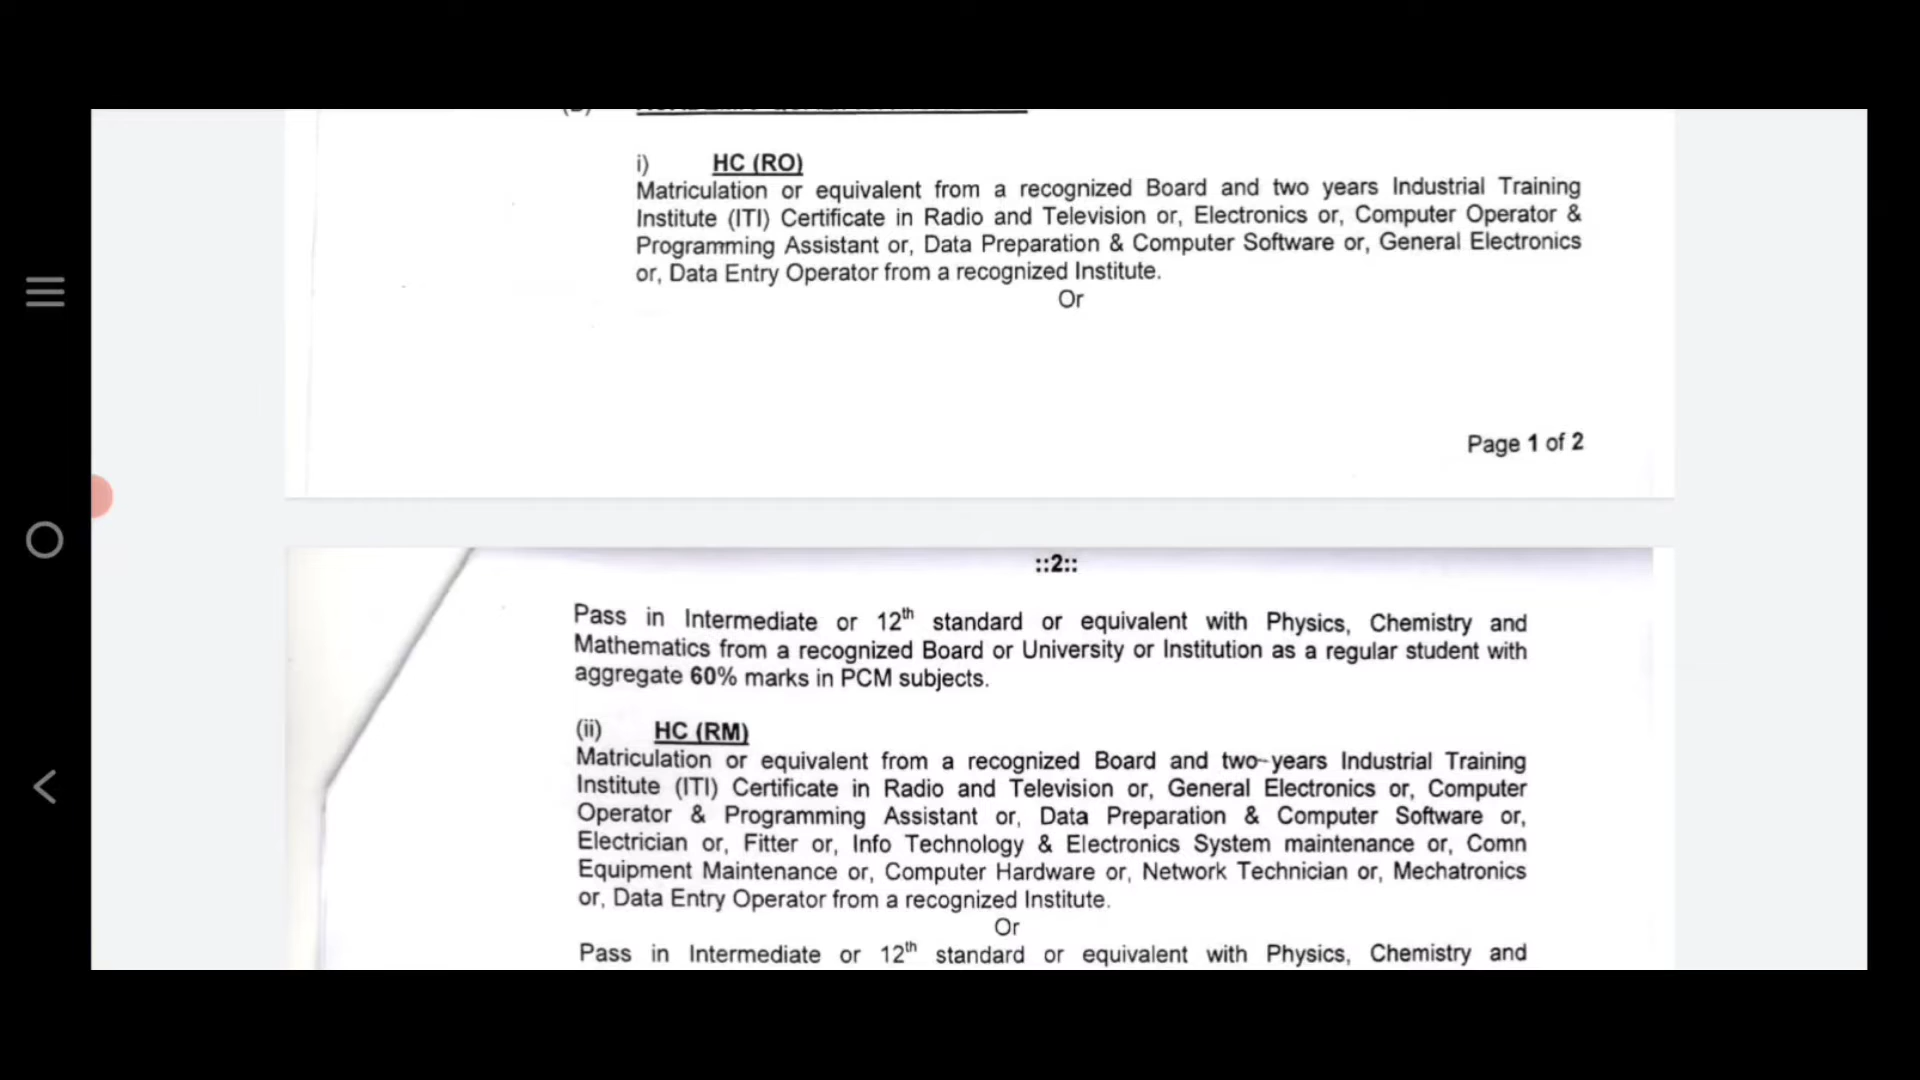 i) HC (RO)
Matriculation or equivalent from a recognized Board and two years Industrial Training
Institute (ITI) Certificate in Radio and Television or, Electronics or, Computer Operator &
Programming Assistant or, Data Preparation & Computer Software or, General Electronics
or, Data Entry Operator from a recognized Institute.
Or
Page 1 of 2
::2::
Pass in Intermediate or 12th standard or equivalent with Physics, Chemistry and
Mathematics from a recognized Board or University or Institution as a regular student with
aggregate 60% marks in PCM subjects.
(ii) HC (RM)
Matriculation or equivalent from a recognized Board and two-years Industrial Training
Institute (ITI) Certificate in Radio and Television or, General Electronics or, Computer
Operator & Programming Assistant or, Data Preparation & Computer Software or,
Electrician or, Fitter or, Info Technology & Electronics System maintenance or, Comn
Equipment Maintenance or, Computer Hardware or, Network Technician or, Mechatronics
or, Data Entry Operator from a recognized Institute.
Or
Pass in Intermediate or 12th standard or equivalent with Physics, Chemistry and